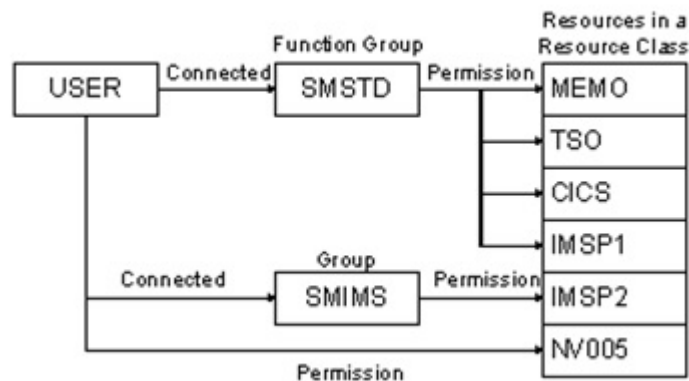 Resources in a
Resource Class
Function Group
Connected
Permission
USER
SMSTD
MEMO
TSO
CICS
IMSP1
Group
Connected
Permission
SMIMS
IMSP2
NV005
Permission